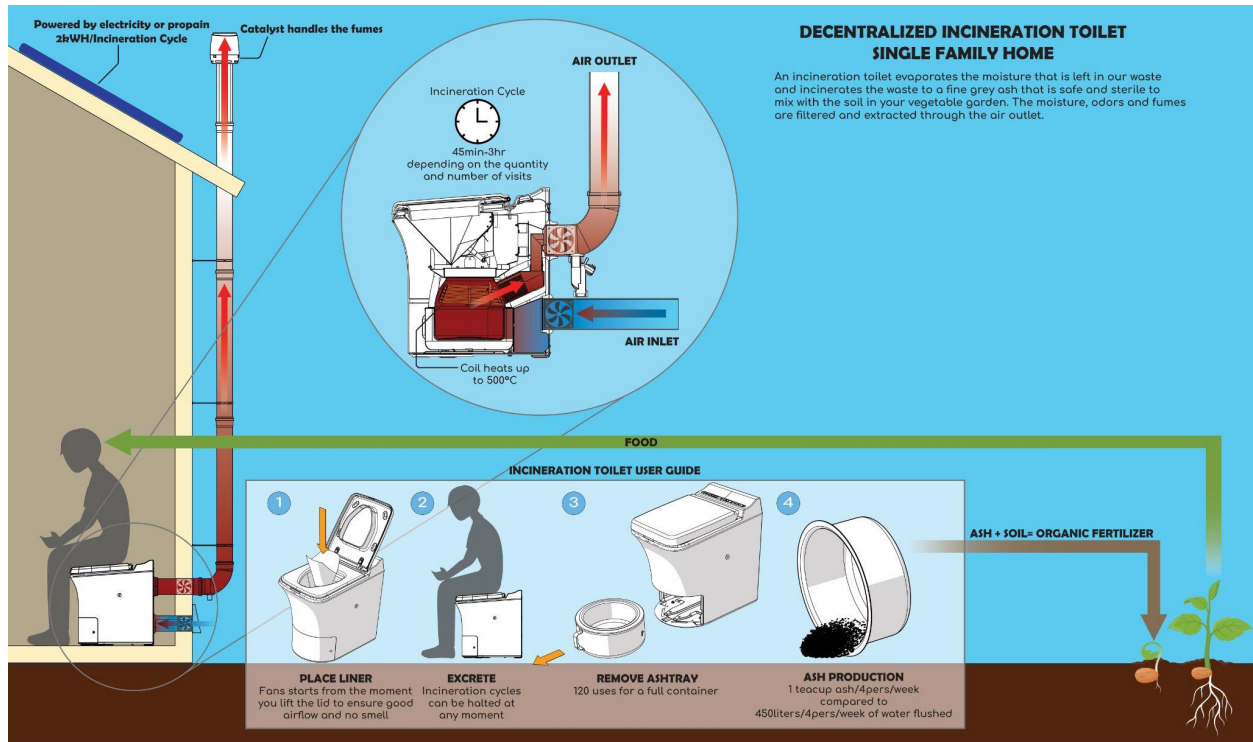 Powered by electricity or propain
2kWH/Incineration Cycle
Catalyst handles the fumes
DECENTRALIZED INCINERATION TOILET
SINGLE FAMILY HOME
An incineration toilet evaporates the moisture that is left in our waste
and incinerates the waste to a fine grey ash that is safe and sterile to
mix with the soil in your vegetable garden. The moisture, odors and fumes
are filtered and extracted through the air outlet.
AIR OUTLET
Incineration Cycle
45min-3hr
depending on the quantity
and number of visits
AIR INLET
Coil heats up
to 500°C
FOOD
INCINERATION TOILET USER GUIDE
1
2
3
4
ASH + SOIL= ORGANIC FERTILIZER
PLACE LINER
Fans starts from the moment
you lift the lid to ensure good
airflow and no smell
EXCRETE
Incineration cycles
can be halted at
any moment
REMOVE ASHTRAY
120 uses for a full container
ASH PRODUCTION
1 teacup ash/4pers/week
compared to
450liters/4pers/week of water flushed